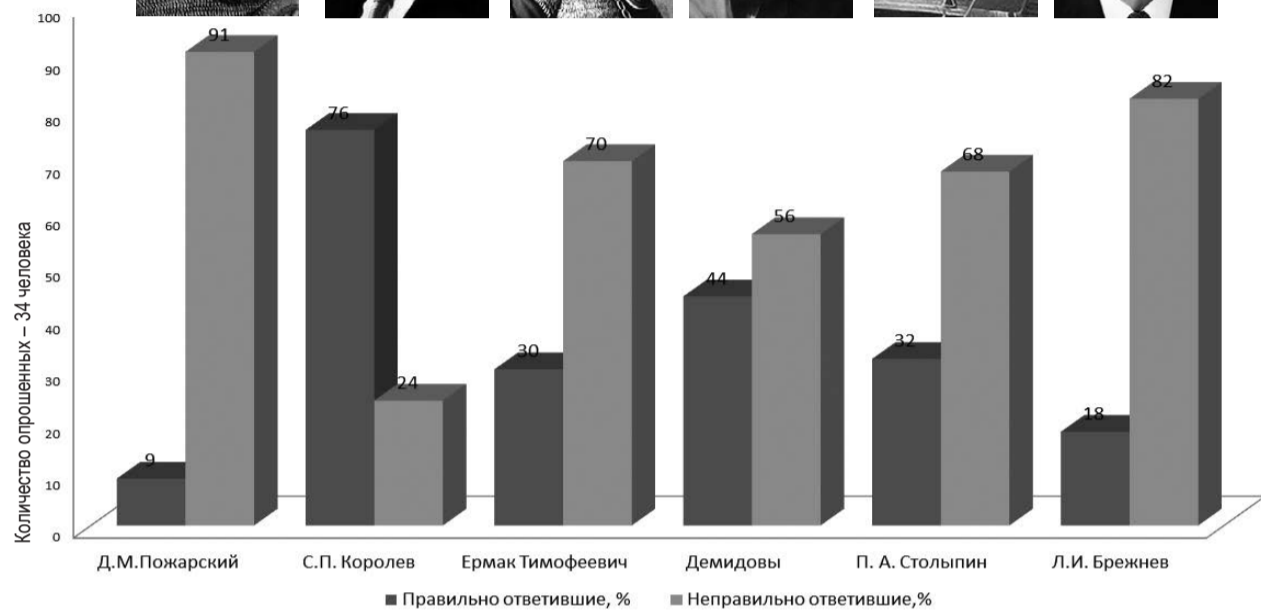 Количество опрошенных – 34 человека
100
90
80
70
60
50
40
30
20
10
0
9
91
76
24
30
70
44
56
32
68
18
82
Д.М.Пожарский
С.П. Королев
Ермак Тимофеевич
Демидовы
П. А. Столыпин
Л.И. Брежнев
Правильно ответившие, %
Неправильно ответившие,%